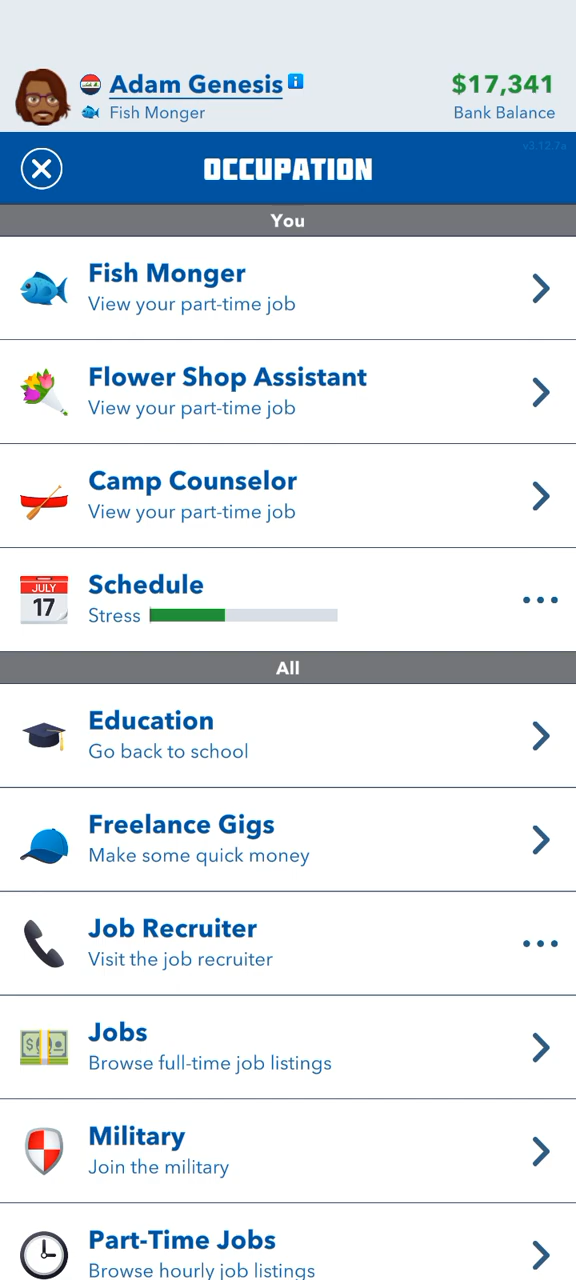 Adam Genesis
$17,341
Fish Monger
Bank Balance
v3.12.7a
OCCUPATION
You
Fish Monger
View your part-time job
Flower Shop Assistant
View your part-time job
Camp Counselor
View your part-time job
JULY
17
Schedule
Stress
All
Education
Go back to school
Freelance Gigs
Make some quick money
Job Recruiter
Visit the job recruiter
Jobs
Browse full-time job listings
Military
Join the military
Part-Time Jobs
Browse hourly job listings